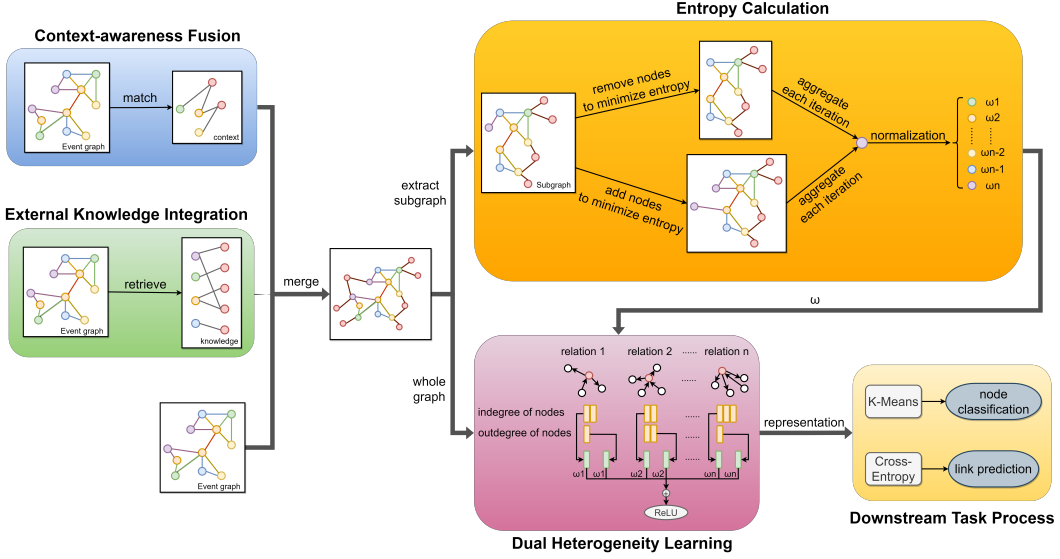 Context-awareness Fusion
Event graph
match
context
External Knowledge Integration
Event graph
retrieve
knowledge
Event graph
merge
extract
subgraph
whole
graph
Entropy Calculation
Subgraph
remove nodes
to minimize entropy
add nodes
to minimize entropy
aggregate
each iteration
aggregate
each iteration
normalization
ω1
ω2
ωn-2
ωn-1
ωn
ω
relation 1 relation 2 ...... relation n
......
indegree of nodes ......
outdegree of nodes ......
......
ω1 ω1 ω2 ω2 ωn ωn
ReLU
Dual Heterogeneity Learning
representation
K-Means
node
classification
Cross-
Entropy
link prediction
Downstream Task Process